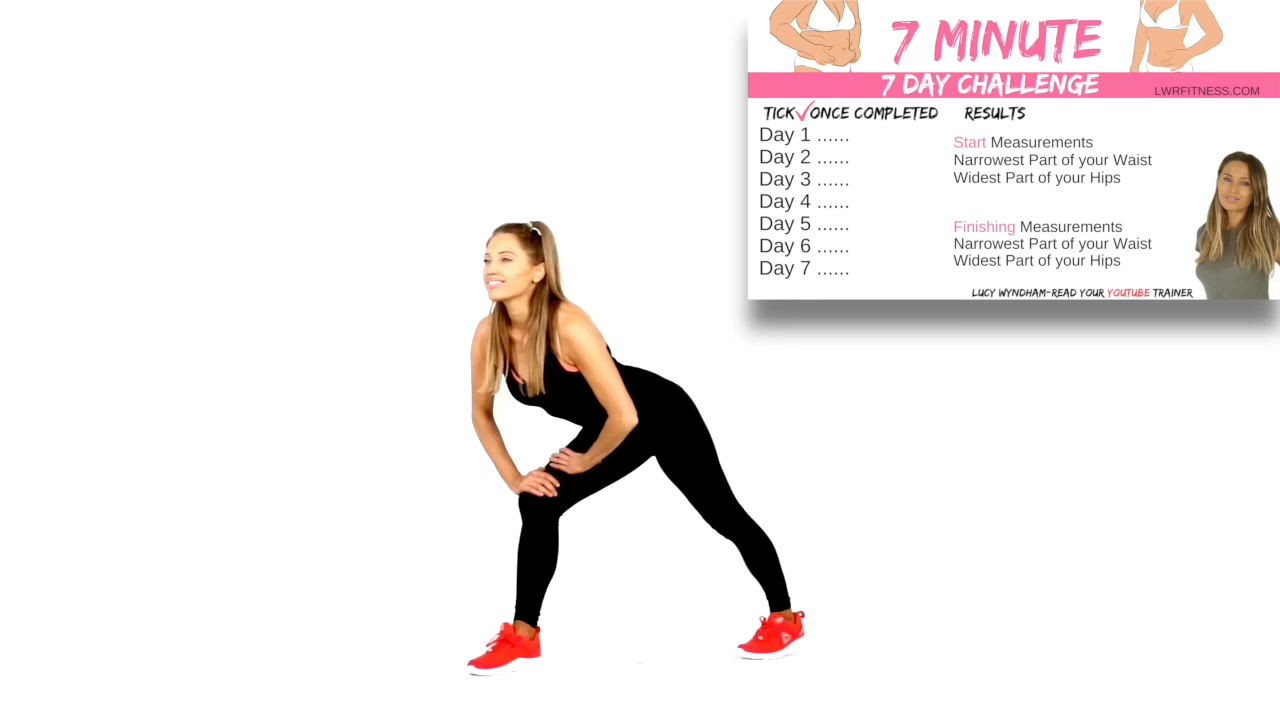 7 MINUTE
7 DAY CHALLENGE
LWRFITNESS.COM
TICK ONCE COMPLETED
Day 1 ......
Day 2 ......
Day 3 ......
Day 4 ......
Day 5 ......
Day 6 ......
Day 7 ......
RESULTS
Start Measurements
Narrowest Part of your Waist
Widest Part of your Hips
Finishing Measurements
Narrowest Part of your Waist
Widest Part of your Hips
LUCY WYNDHAM-READ YOUR YOUTUBE TRAINER